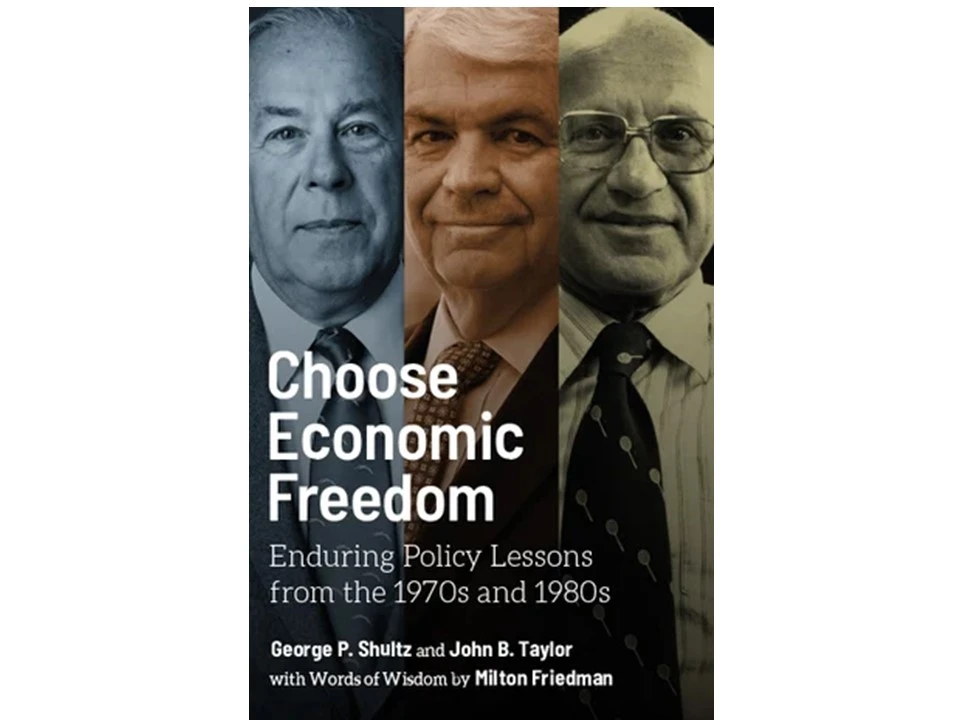 Choose
Economic
Freedom
Enduring Policy Lessons
from the 1970s and 1980s
George P. Shultz and John B. Taylor
with Words of Wisdom by Milton Friedman